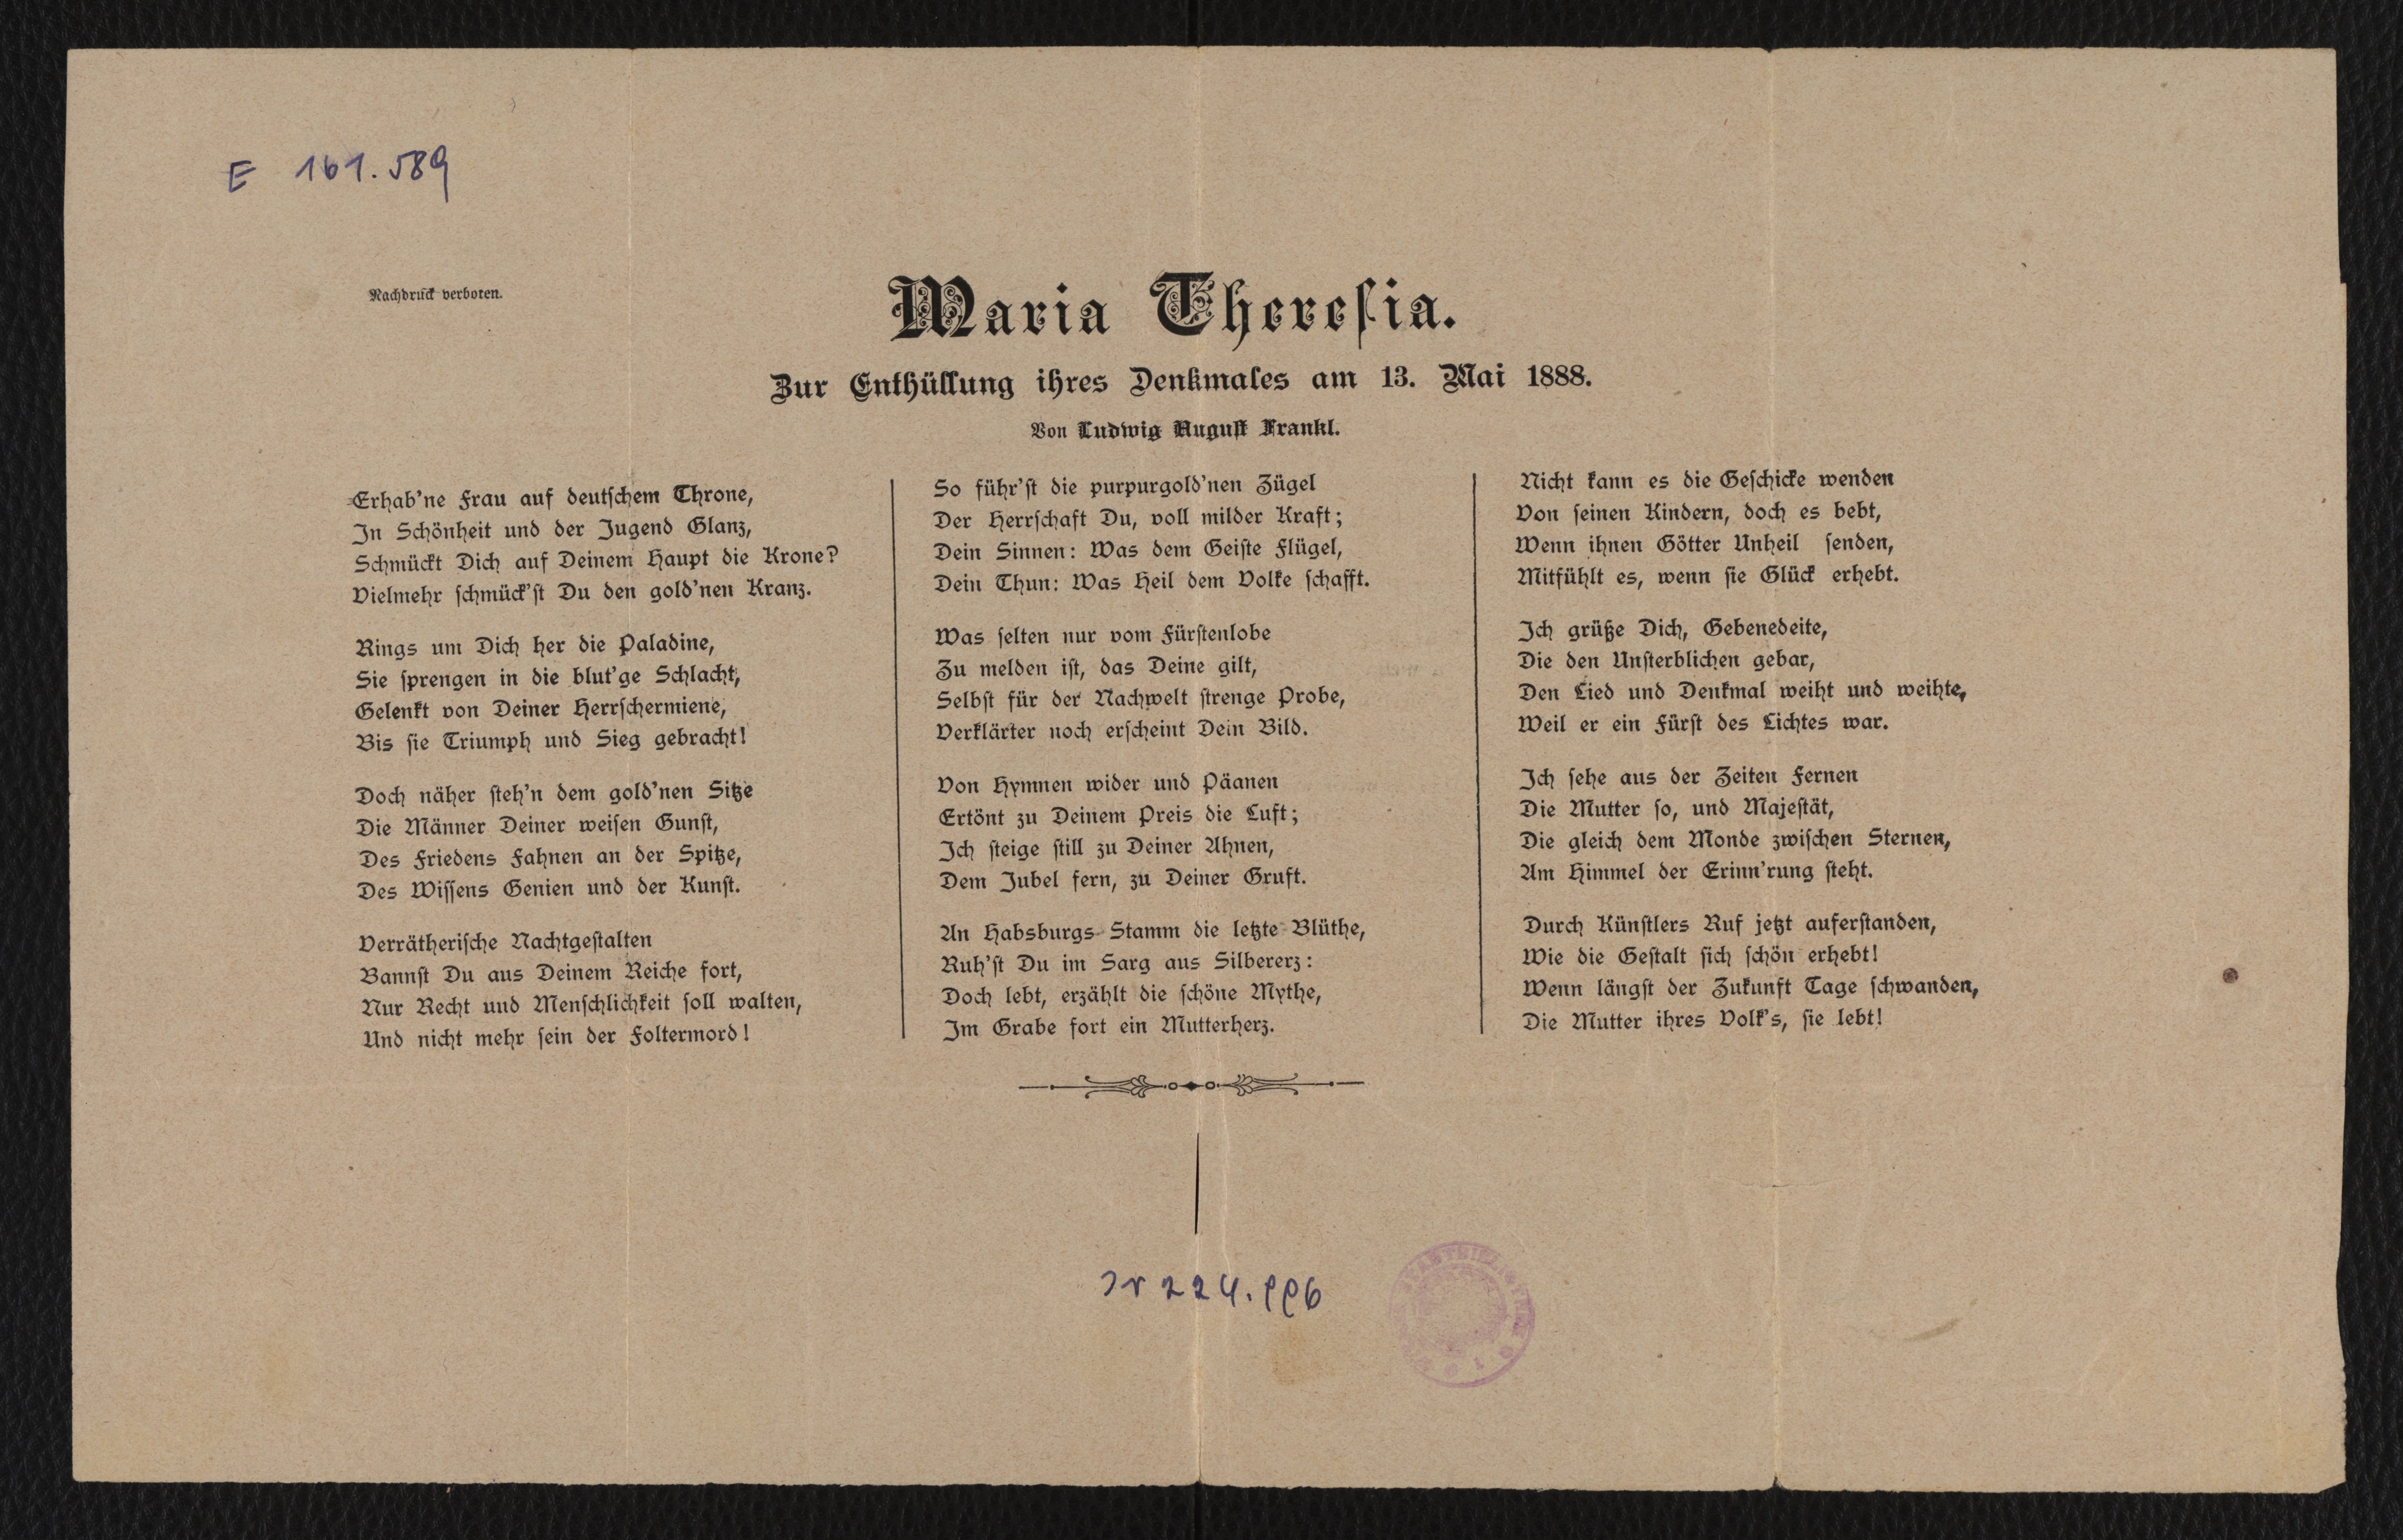 E 161.589
Nachdruck verboten.
Maria Theresia.
Zur Enthüllung ihres Denkmales am 13. Mai 1888.
Von Ludwig August Frankl.
Erhab'ne Frau auf deutschem Throne,
In Schönheit und der Jugend Glanz,
Schmückt Dich auf Deinem Haupt die Krone?
Vielmehr schmück'st Du den gold'nen Kranz.
Rings um Dich her die Paladine,
Sie sprengen in die blut'ge Schlacht,
Gelenkt von Deiner Herrschermiene,
Bis sie Triumph und Sieg gebracht!
Doch näher steh'n dem gold'nen Sitze
Die Männer Deiner weisen Gunst,
Des Friedens Fahnen an der Spitze,
Des Wissens Genien und der Kunst.
Verrätherische Nachtgestalten
Bannst Du aus Deinem Reiche fort,
Nur Recht und Menschlichkeit soll walten,
Und nicht mehr sein der Foltermord!
So führ'st die purpurgold'nen Zügel
Der Herrschaft Du, voll milder Kraft;
Dein Sinnen: Was dem Geiste Flügel,
Dein Thun: Was Heil dem Volke schafft.
Was selten nur vom Fürstenlobe
Zu melden ist, das Deine gilt,
Selbst für der Nachwelt strenge Probe,
Verklärter noch erscheint Dein Bild.
Von Hymnen wider und Päanen
Ertönt zu Deinem Preis die Luft;
Ich steige still zu Deiner Ahnen,
Dem Jubel fern, zu Deiner Gruft.
An Habsburgs Stamm die letzte Blüthe,
Ruh'st Du im Sarg aus Silbererz:
Doch lebt, erzählt die schöne Mythe,
Im Grabe fort ein Mutterherz.
Nicht kann es die Geschicke wenden
Von seinen Kindern, doch es bebt,
Wenn ihnen Götter Unheil senden,
Mitfühlt es, wenn sie Glück erhebt.
Ich grüße Dich, Gebenedeite,
Die den Unsterblichen gebar,
Den Lied und Denkmal weiht und weihte,
Weil er ein Fürst des Lichtes war.
Ich sehe aus der Zeiten Fernen
Die Mutter so, und Majestät,
Die gleich dem Monde zwischen Sternen,
Am Himmel der Erinn'rung steht.
Durch Künstlers Ruf jetzt auferstanden,
Wie die Gestalt sich schön erhebt!
Wenn längst der Zukunft Tage schwanden,
Die Mutter ihres Volk's, sie lebt!
224.996